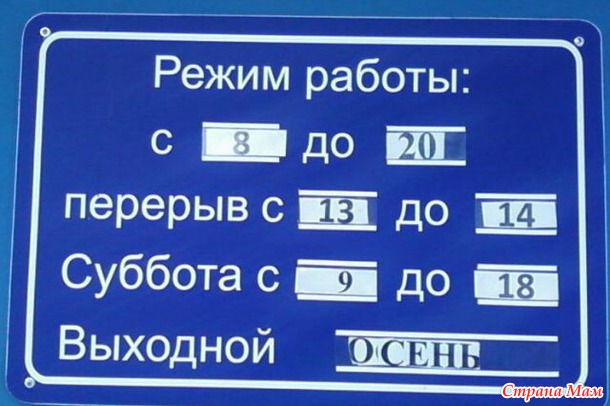 Режим работы:
с 8 до 20
перерыв с 13 до 14
Суббота с 9 до 18
Выходной ОСЕНЬ
Страна Мам